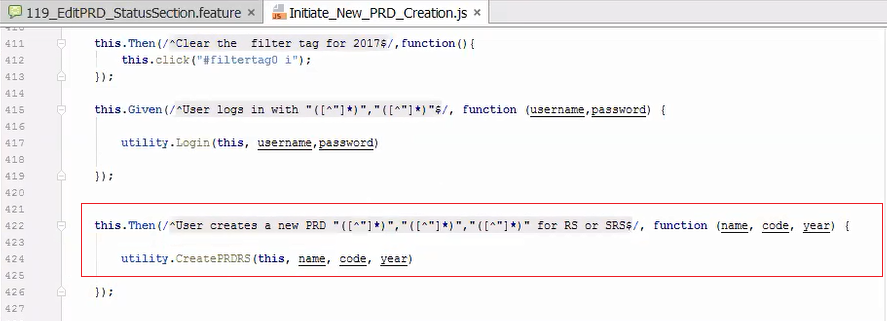 119_EditPRD_StatusSection.feature × Initiate_New_PRD_Creation.js ×
411 this.Then(/^Clear the  filter tag for 2017$/,function(){
412 this.click("#filtertag0 i");
413 });
414
415 this.Given(/^User logs in with "([^"]*)","([^"]*)"$/, function (username,password) {
416
417 utility.Login(this, username,password)
418
419 });
420
421
422 this.Then(/^User creates a new PRD "([^"]*)","([^"]*)","([^"]*)" for RS or SRS$/, function (name, code, year) {
423
424 utility.CreatePRDRS(this, name, code, year)
425
426 });
427